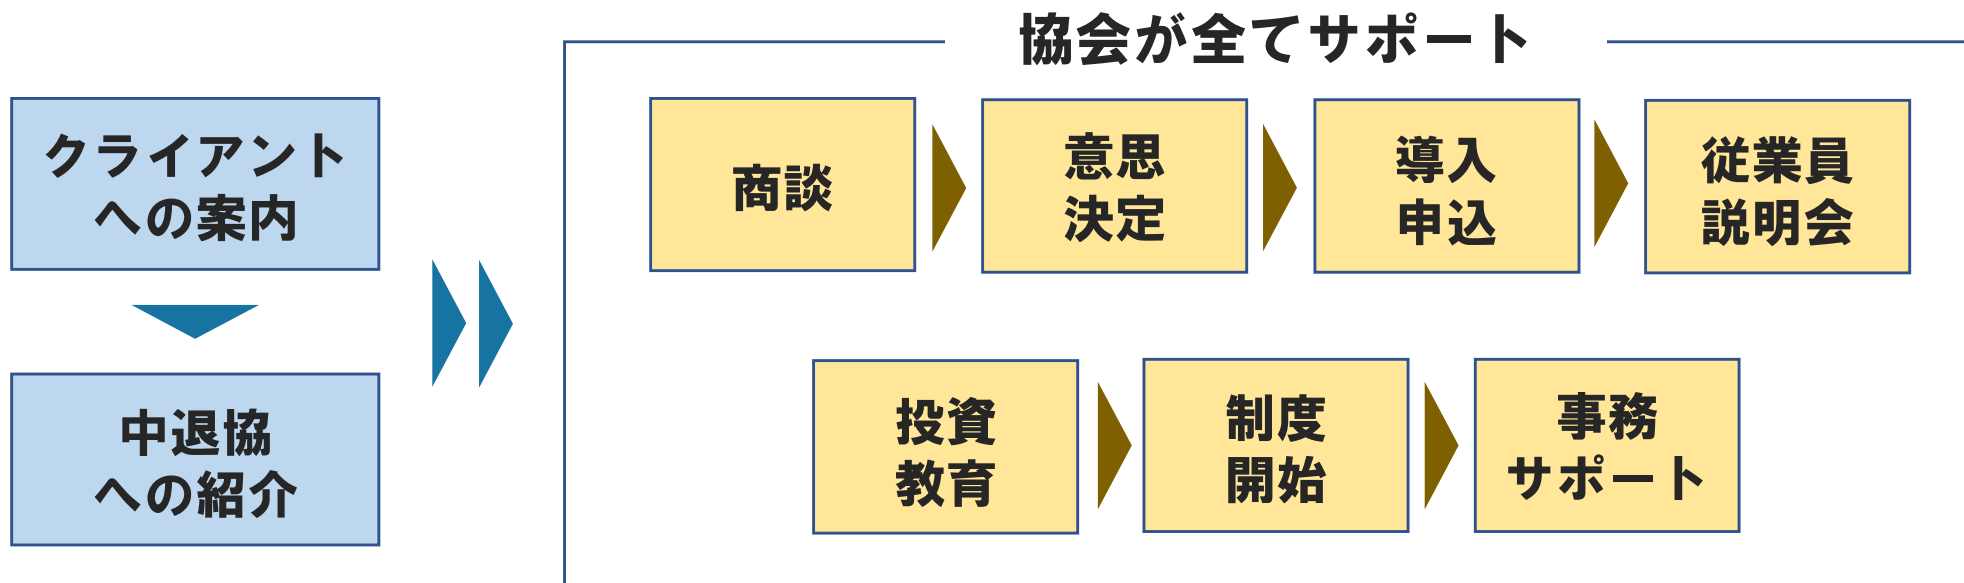 協会が全てサポート
クライアント
への案内
中退協
への紹介
商談
意思
決定
導入
申込
従業員
説明会
投資
教育
制度
開始
事務
サポート